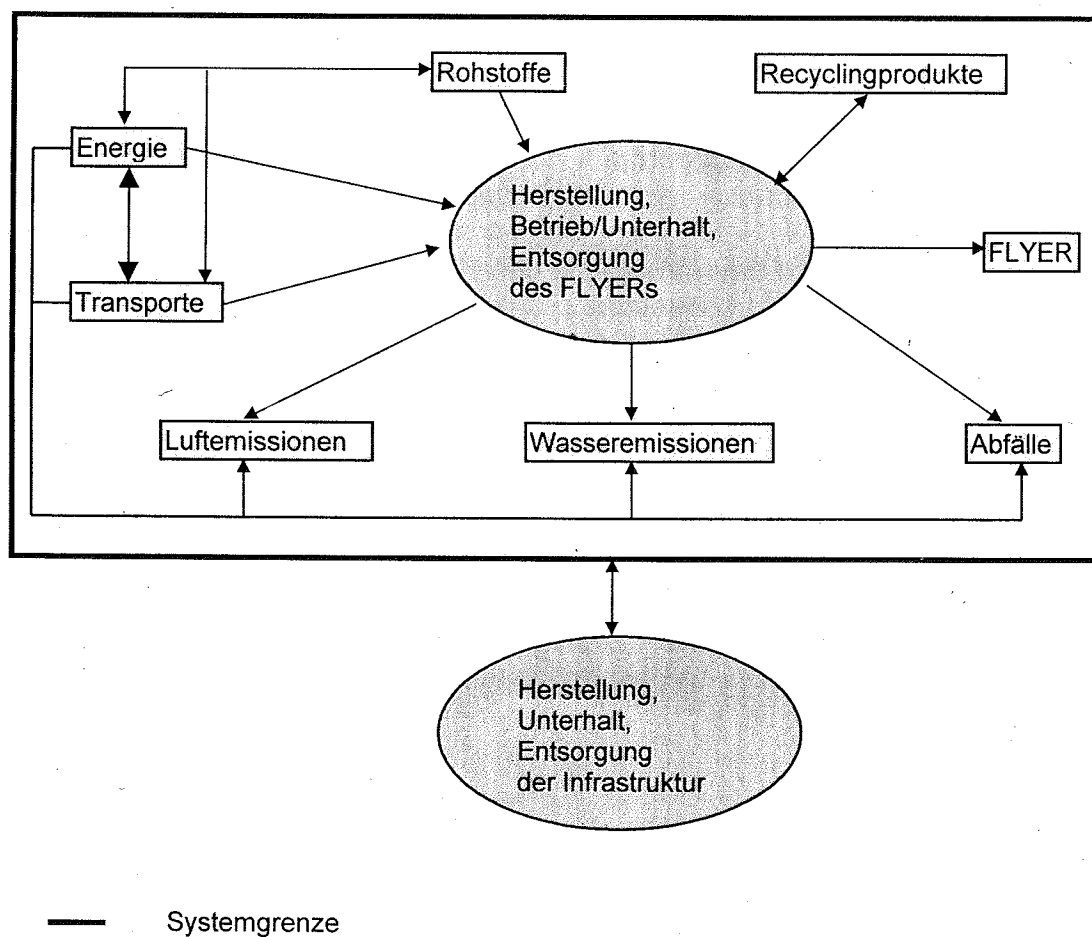 Rohstoffe
Recyclingprodukte
Energie
Herstellung,
Betrieb/Unterhalt,
Entsorgung
des FLYERs
FLYER
Transporte
Luftemissionen
Wasseremissionen
Abfälle
Herstellung,
Unterhalt,
Entsorgung
der Infrastruktur
Systemgrenze